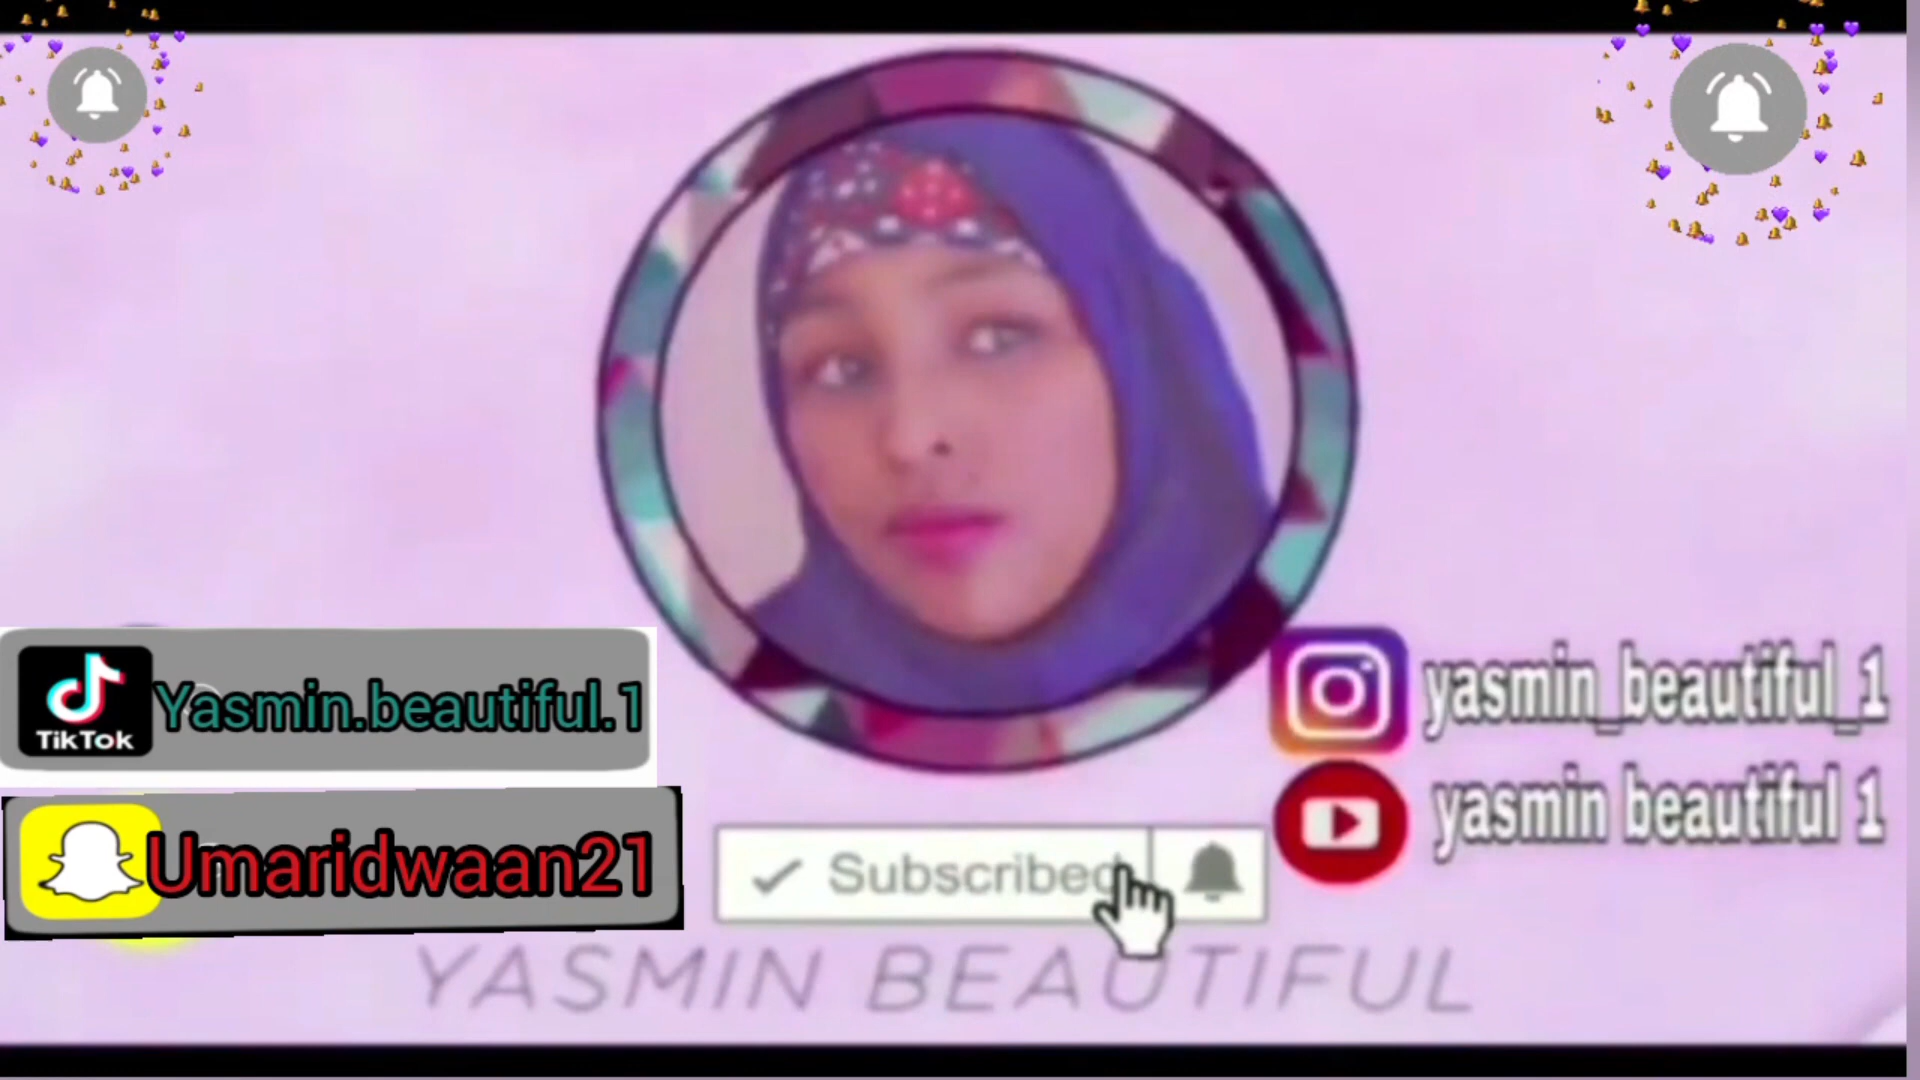 TikTok
Yasmin.beautiful.1
Umaridwaan21
yasmin_beautiful_1
yasmin beautiful 1
Subscribed
YASMIN BEAUTIFUL